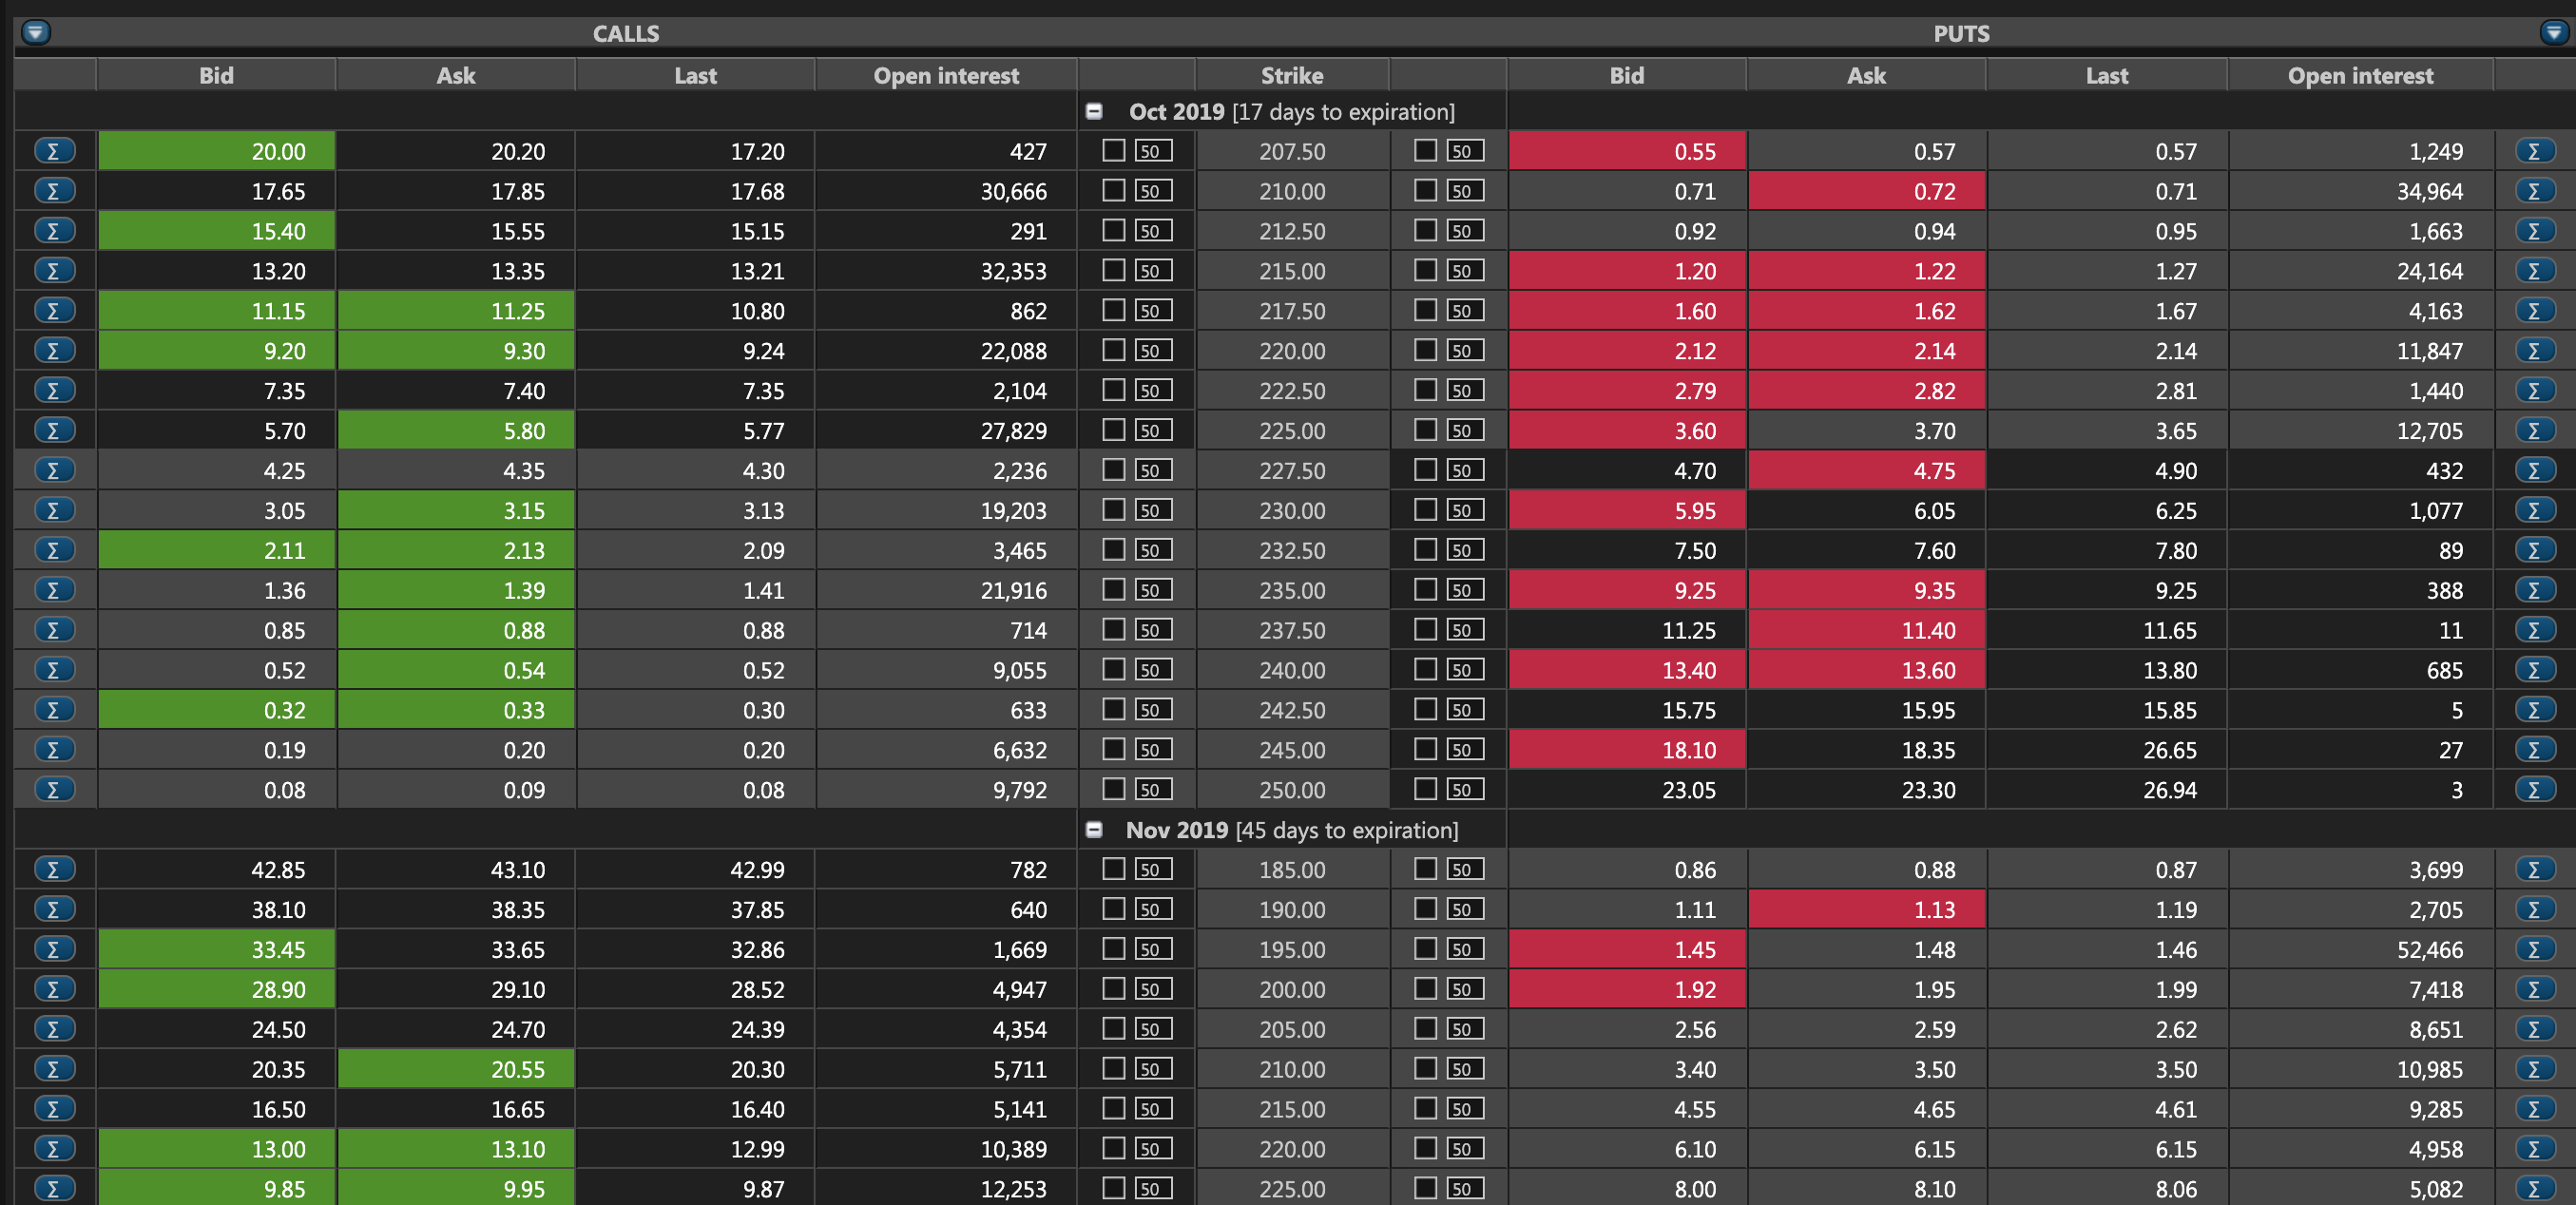 CALLS PUTS
Bid Ask Last Open interest Strike Bid Ask Last Open interest
Oct 2019 [17 days to expiration]
Σ 20.00 20.20 17.20 427 50 207.50 50 0.55 0.57 0.57 1,249 Σ
Σ 17.65 17.85 17.68 30,666 50 210.00 50 0.71 0.72 0.71 34,964 Σ
Σ 15.40 15.55 15.15 291 50 212.50 50 0.92 0.94 0.95 1,663 Σ
Σ 13.20 13.35 13.21 32,353 50 215.00 50 1.20 1.22 1.27 24,164 Σ
Σ 11.15 11.25 10.80 862 50 217.50 50 1.60 1.62 1.67 4,163 Σ
Σ 9.20 9.30 9.24 22,088 50 220.00 50 2.12 2.14 2.14 11,847 Σ
Σ 7.35 7.40 7.35 2,104 50 222.50 50 2.79 2.82 2.81 1,440 Σ
Σ 5.70 5.80 5.77 27,829 50 225.00 50 3.60 3.70 3.65 12,705 Σ
Σ 4.25 4.35 4.30 2,236 50 227.50 50 4.70 4.75 4.90 432 Σ
Σ 3.05 3.15 3.13 19,203 50 230.00 50 5.95 6.05 6.25 1,077 Σ
Σ 2.11 2.13 2.09 3,465 50 232.50 50 7.50 7.60 7.80 89 Σ
Σ 1.36 1.39 1.41 21,916 50 235.00 50 9.25 9.35 9.25 388 Σ
Σ 0.85 0.88 0.88 714 50 237.50 50 11.25 11.40 11.65 11 Σ
Σ 0.52 0.54 0.52 9,055 50 240.00 50 13.40 13.60 13.80 685 Σ
Σ 0.32 0.33 0.30 633 50 242.50 50 15.75 15.95 15.85 5 Σ
Σ 0.19 0.20 0.20 6,632 50 245.00 50 18.10 18.35 26.65 27 Σ
Σ 0.08 0.09 0.08 9,792 50 250.00 50 23.05 23.30 26.94 3 Σ
Nov 2019 [45 days to expiration]
Σ 42.85 43.10 42.99 782 50 185.00 50 0.86 0.88 0.87 3,699 Σ
Σ 38.10 38.35 37.85 640 50 190.00 50 1.11 1.13 1.19 2,705 Σ
Σ 33.45 33.65 32.86 1,669 50 195.00 50 1.45 1.48 1.46 52,466 Σ
Σ 28.90 29.10 28.52 4,947 50 200.00 50 1.92 1.95 1.99 7,418 Σ
Σ 24.50 24.70 24.39 4,354 50 205.00 50 2.56 2.59 2.62 8,651 Σ
Σ 20.35 20.55 20.30 5,711 50 210.00 50 3.40 3.50 3.50 10,985 Σ
Σ 16.50 16.65 16.40 5,141 50 215.00 50 4.55 4.65 4.61 9,285 Σ
Σ 13.00 13.10 12.99 10,389 50 220.00 50 6.10 6.15 6.15 4,958 Σ
Σ 9.85 9.95 9.87 12,253 50 225.00 50 8.00 8.10 8.06 5,082 Σ